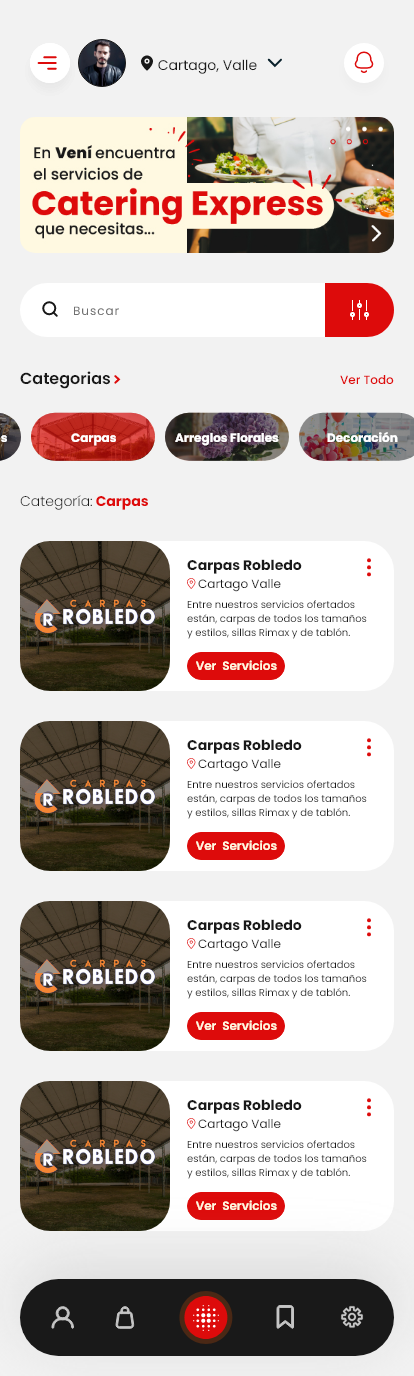 Cartago, Valle
En Vení encuentra
el servicios de
Catering Express
que necesitas...
Buscar
Categorias
Ver Todo
s
Carpas
Arreglos Florales
Decoración
Categoría: Carpas
CARPAS
ROBLEDO
Carpas Robledo
Cartago Valle
Entre nuestros servicios ofertados
están, carpas de todos los tamaños
y estilos, sillas Rimax y de tablón.
Ver Servicios
CARPAS
ROBLEDO
Carpas Robledo
Cartago Valle
Entre nuestros servicios ofertados
están, carpas de todos los tamaños
y estilos, sillas Rimax y de tablón.
Ver Servicios
CARPAS
ROBLEDO
Carpas Robledo
Cartago Valle
Entre nuestros servicios ofertados
están, carpas de todos los tamaños
y estilos, sillas Rimax y de tablón.
Ver Servicios
CARPAS
ROBLEDO
Carpas Robledo
Cartago Valle
Entre nuestros servicios ofertados
están, carpas de todos los tamaños
y estilos, sillas Rimax y de tablón.
Ver Servicios